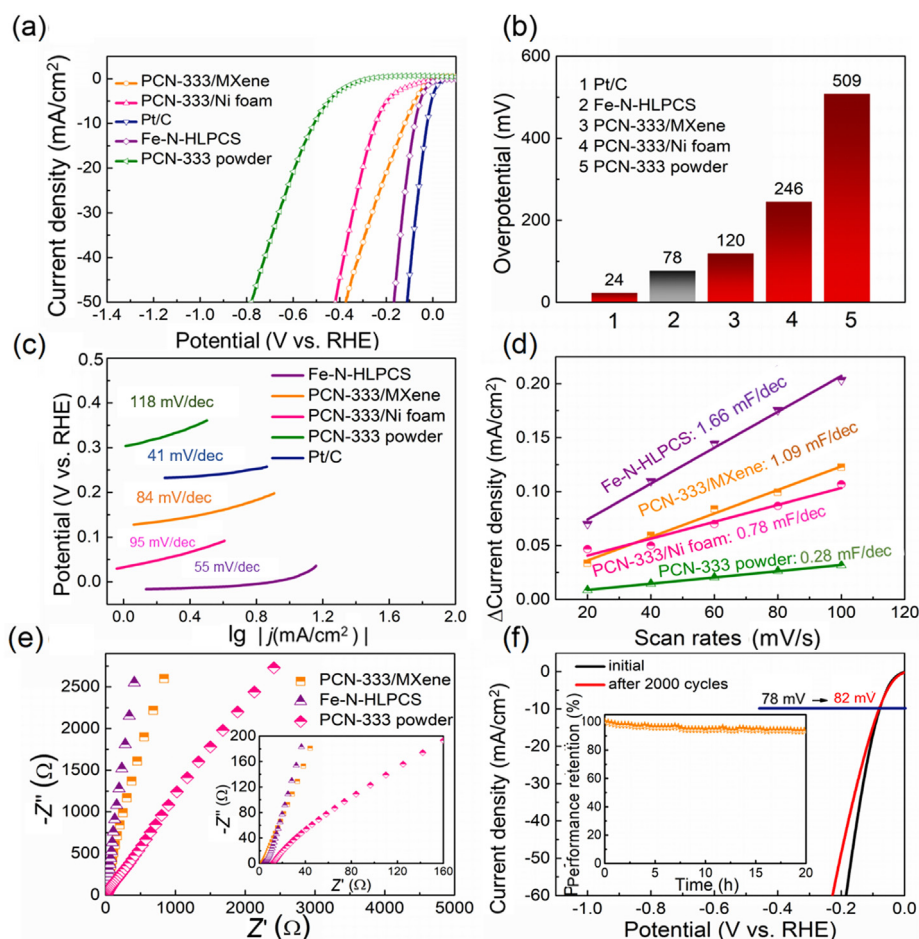 (a)
PCN-333/MXene
PCN-333/Ni foam
Pt/C
Fe-N-HLPCS
PCN-333 powder
0
-10
-20
-30
-40
-50
Current density (mA/cm²)
-1.4 -1.2 -1.0 -0.8 -0.6 -0.4 -0.2 0.0
Potential (V vs. RHE)
(b)
1 Pt/C
2 Fe-N-HLPCS
3 PCN-333/MXene
4 PCN-333/Ni foam
5 PCN-333 powder
600
400
200
0
Overpotential (mV)
24
78
120
246
509
1 2 3 4 5
(c)
Fe-N-HLPCS
PCN-333/MXene
PCN-333/Ni foam
PCN-333 powder
Pt/C
118 mV/dec
41 mV/dec
84 mV/dec
95 mV/dec
55 mV/dec
0.5
0.4
0.3
0.2
0.1
0.0
Potential (V vs. RHE)
0.0 0.4 0.8 1.2 1.6 2.0
lg |j(mA/cm²)|
(d)
Fe-N-HLPCS: 1.66 mF/dec
PCN-333/MXene: 1.09 mF/dec
PCN-333/Ni foam: 0.78 mF/dec
PCN-333 powder: 0.28 mF/dec
0.20
0.15
0.10
0.05
0.00
ΔCurrent density (mA/cm²)
20 40 60 80 100
Scan rates (mV/s)
(e)
PCN-333/MXene
Fe-N-HLPCS
PCN-333 powder
2500
2000
1500
1000
500
0
-Z" (Ω)
0 1000 2000 3000 4000 5000
Z' (Ω)
200
160
120
80
40
0
-Z" (Ω)
0 40 80 120 160
Z' (Ω)
(f)
initial
after 2000 cycles
78 mV → 82 mV
0
-10
-20
-30
-40
-50
-60
Current density (mA/cm²)
-1.0 -0.8 -0.6 -0.4 -0.2 0.0
Potential (V vs. RHE)
100
80
60
40
20
0
Performance retention (%)
0 5 10 15 20
Time (h)